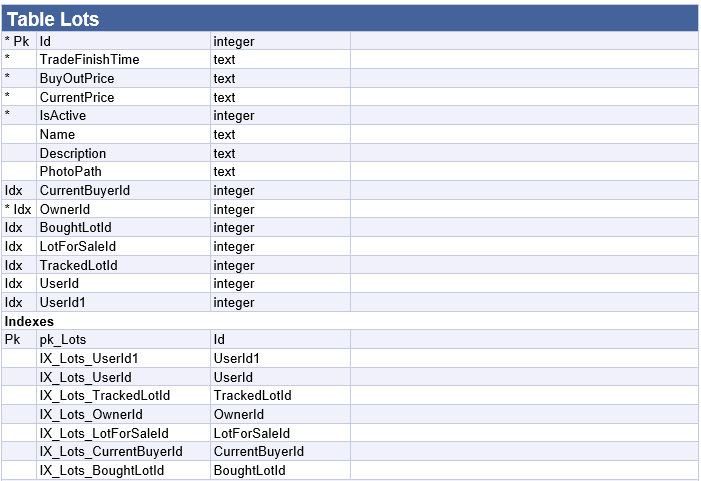 Table Lots
* Pk Id integer
* TradeFinishTime text
* BuyOutPrice text
* CurrentPrice text
* IsActive integer
Name text
Description text
PhotoPath text
Idx CurrentBuyerId integer
* Idx OwnerId integer
Idx BoughtLotId integer
Idx LotForSaleId integer
Idx TrackedLotId integer
Idx UserId integer
Idx UserId1 integer
Indexes
Pk pk_Lots Id
IX_Lots_UserId1 UserId1
IX_Lots_UserId UserId
IX_Lots_TrackedLotId TrackedLotId
IX_Lots_OwnerId OwnerId
IX_Lots_LotForSaleId LotForSaleId
IX_Lots_CurrentBuyerId CurrentBuyerId
IX_Lots_BoughtLotId BoughtLotId